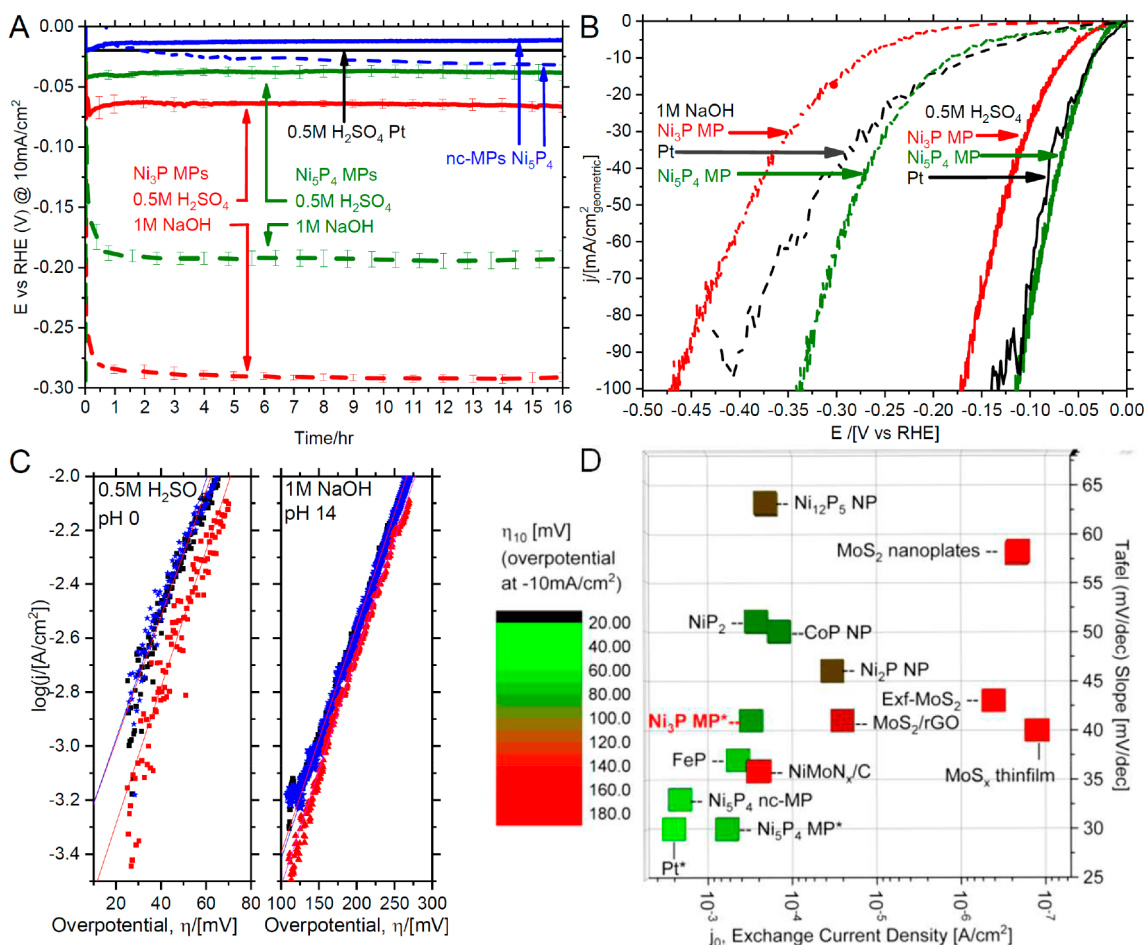 A
0.00
-0.05
-0.10
-0.15
-0.20
-0.25
-0.30
E vs RHE (V) @ 10mA/cm²
0.5M H₂SO₄ Pt
nc-MPs Ni₅P₄
Ni₃P MPs
0.5M H₂SO₄
1M NaOH
Ni₅P₄ MPs
0.5M H₂SO₄
1M NaOH
0 1 2 3 4 5 6 7 8 9 10 11 12 13 14 15 16
Time/hr
B
0
-10
-20
-30
-40
-50
-60
-70
-80
-90
-100
j/[mA/cm²geometric]
1M NaOH
Ni₃P MP
Pt
Ni₅P₄ MP
0.5M H₂SO₄
Ni₃P MP
Ni₅P₄ MP
Pt
-0.50 -0.45 -0.40 -0.35 -0.30 -0.25 -0.20 -0.15 -0.10 -0.05 0.00
E /[V vs RHE]
C
-2.0
-2.2
-2.4
-2.6
-2.8
-3.0
-3.2
-3.4
log(j/[A/cm²])
0.5M H₂SO
pH 0
1M NaOH
pH 14
20 40 60 80
100 150 200 250 300
Overpotential, η/[mV]
Overpotential, η/[mV]
D
η₁₀ [mV]
(overpotential
at -10mA/cm²)
20.00
40.00
60.00
80.00
100.0
120.0
140.0
160.0
180.0
Ni₁₂P₅ NP
MoS₂ nanoplates
NiP₂
CoP NP
Ni₂P NP
Exf-MoS₂
Ni₃P MP*
MoS₂/rGO
MoSₓ thinfilm
FeP
NiMoNₓ/C
Ni₅P₄ nc-MP
Ni₅P₄ MP*
Pt*
65
60
55
50
45
40
35
30
25
Tafel (mV/dec) Slope [mV/dec]
10⁻³ 10⁻⁴ 10⁻⁵ 10⁻⁶ 10⁻⁷
j₀, Exchange Current Density [A/cm²]